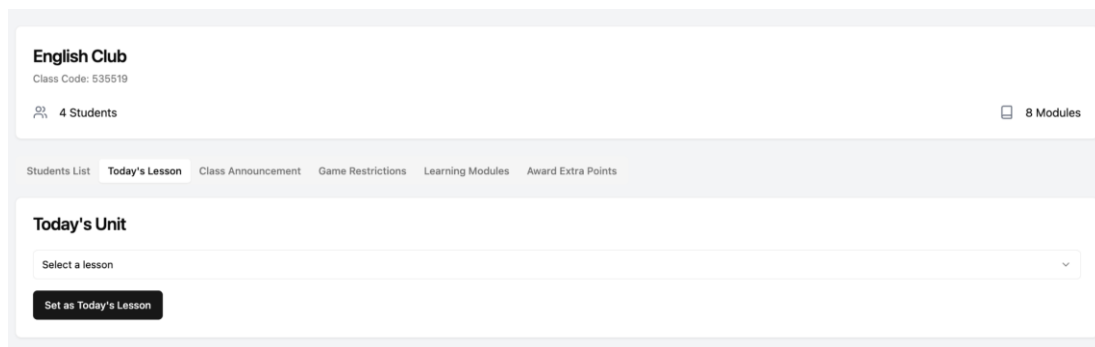 English Club
Class Code: 535519
4 Students
8 Modules
Students List Today's Lesson Class Announcement Game Restrictions Learning Modules Award Extra Points
Today's Unit
Select a lesson
Set as Today's Lesson